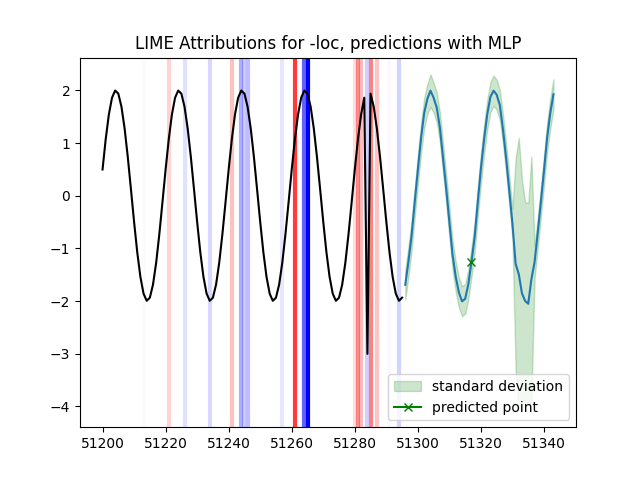 LIME Attributions for -loc, predictions with MLP
2
1
0
−1
−2
−3
−4
standard deviation
predicted point
51200 51220 51240 51260 51280 51300 51320 51340